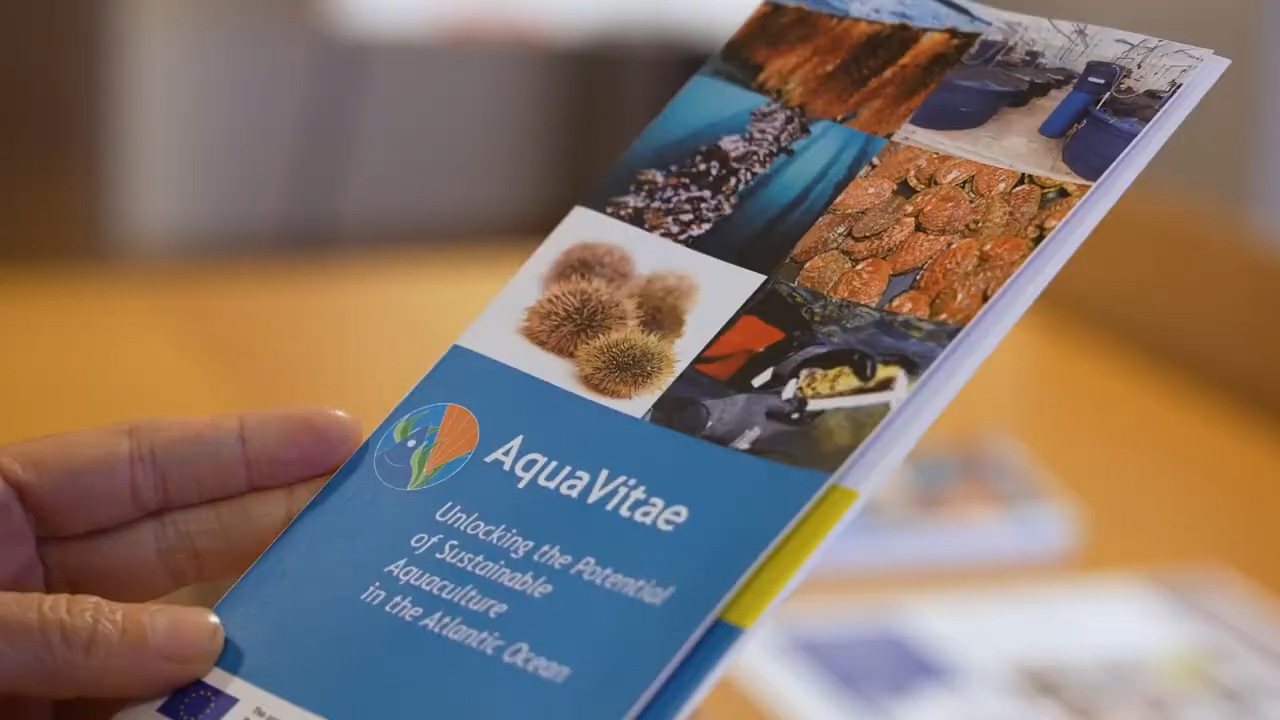 AquaVitae
Unlocking the Potential
of Sustainable
Aquaculture
in the Atlantic Ocean